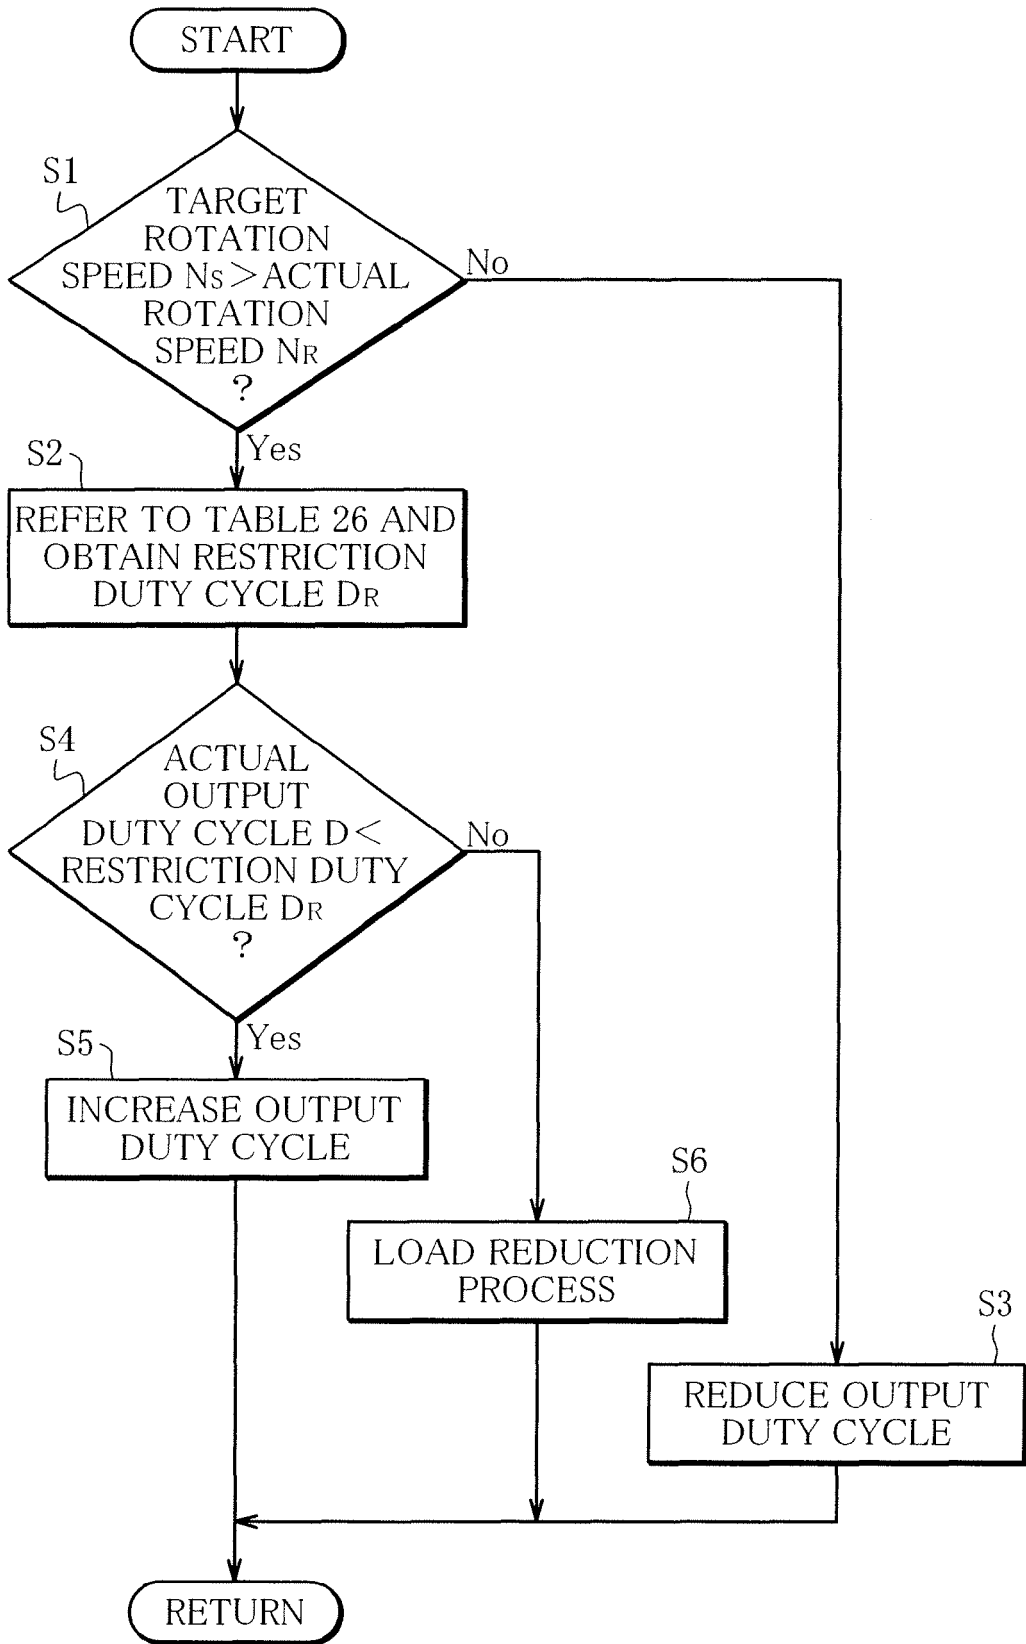 START
S1
TARGET
ROTATION
SPEED NS>ACTUAL
ROTATION
SPEED NR
?
No
Yes
S2
REFER TO TABLE 26 AND
OBTAIN RESTRICTION
DUTY CYCLE DR
S4
ACTUAL
OUTPUT
DUTY CYCLE D<
RESTRICTION DUTY
CYCLE DR
?
No
Yes
S5
INCREASE OUTPUT
DUTY CYCLE
S6
LOAD REDUCTION
PROCESS
S3
REDUCE OUTPUT
DUTY CYCLE
RETURN